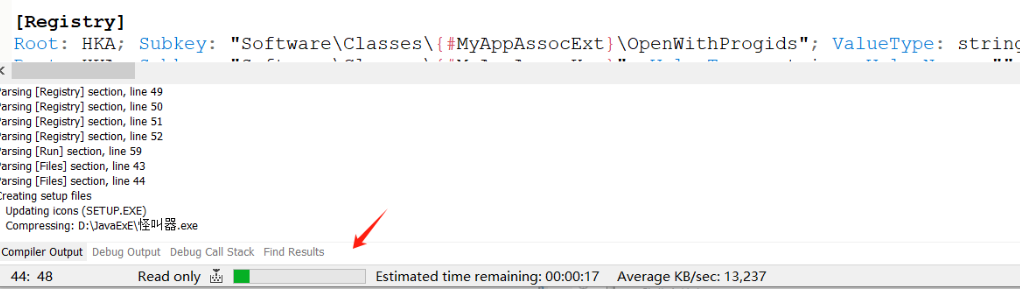 [Registry]
Root: HKA; Subkey: "Software\Classes\{#MyAppAssocExt}\OpenWithProgids"; ValueType: string
Parsing [Registry] section, line 49
Parsing [Registry] section, line 50
Parsing [Registry] section, line 51
Parsing [Registry] section, line 52
Parsing [Run] section, line 59
Parsing [Files] section, line 43
Parsing [Files] section, line 44
Creating setup files
Updating icons (SETUP.EXE)
Compressing: D:\JavaExE\怪叫器.exe
Compiler Output Debug Output Debug Call Stack Find Results
44: 48 Read only Estimated time remaining: 00:00:17 Average KB/sec: 13,237